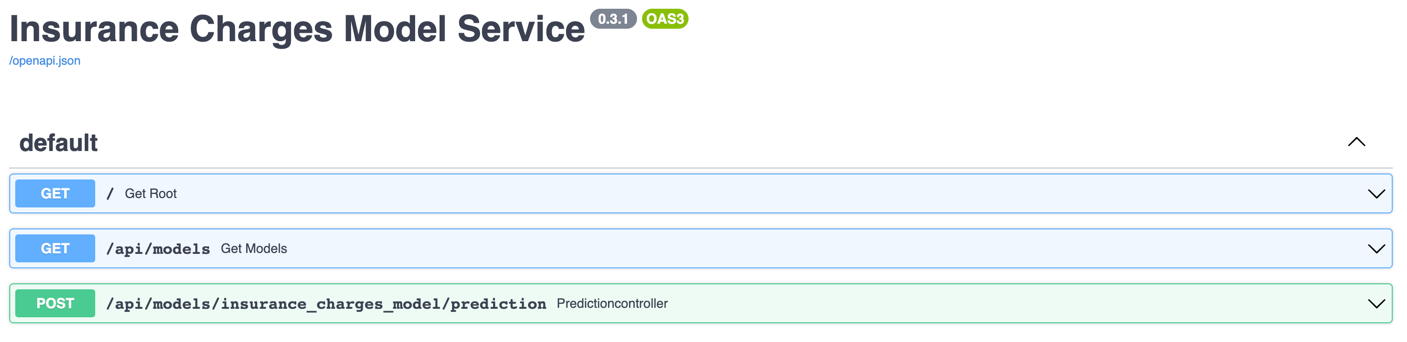 Insurance Charges Model Service 0.3.1 OAS3
/openapi.json
default
GET / Get Root
GET /api/models Get Models
POST /api/models/insurance_charges_model/prediction Predictioncontroller